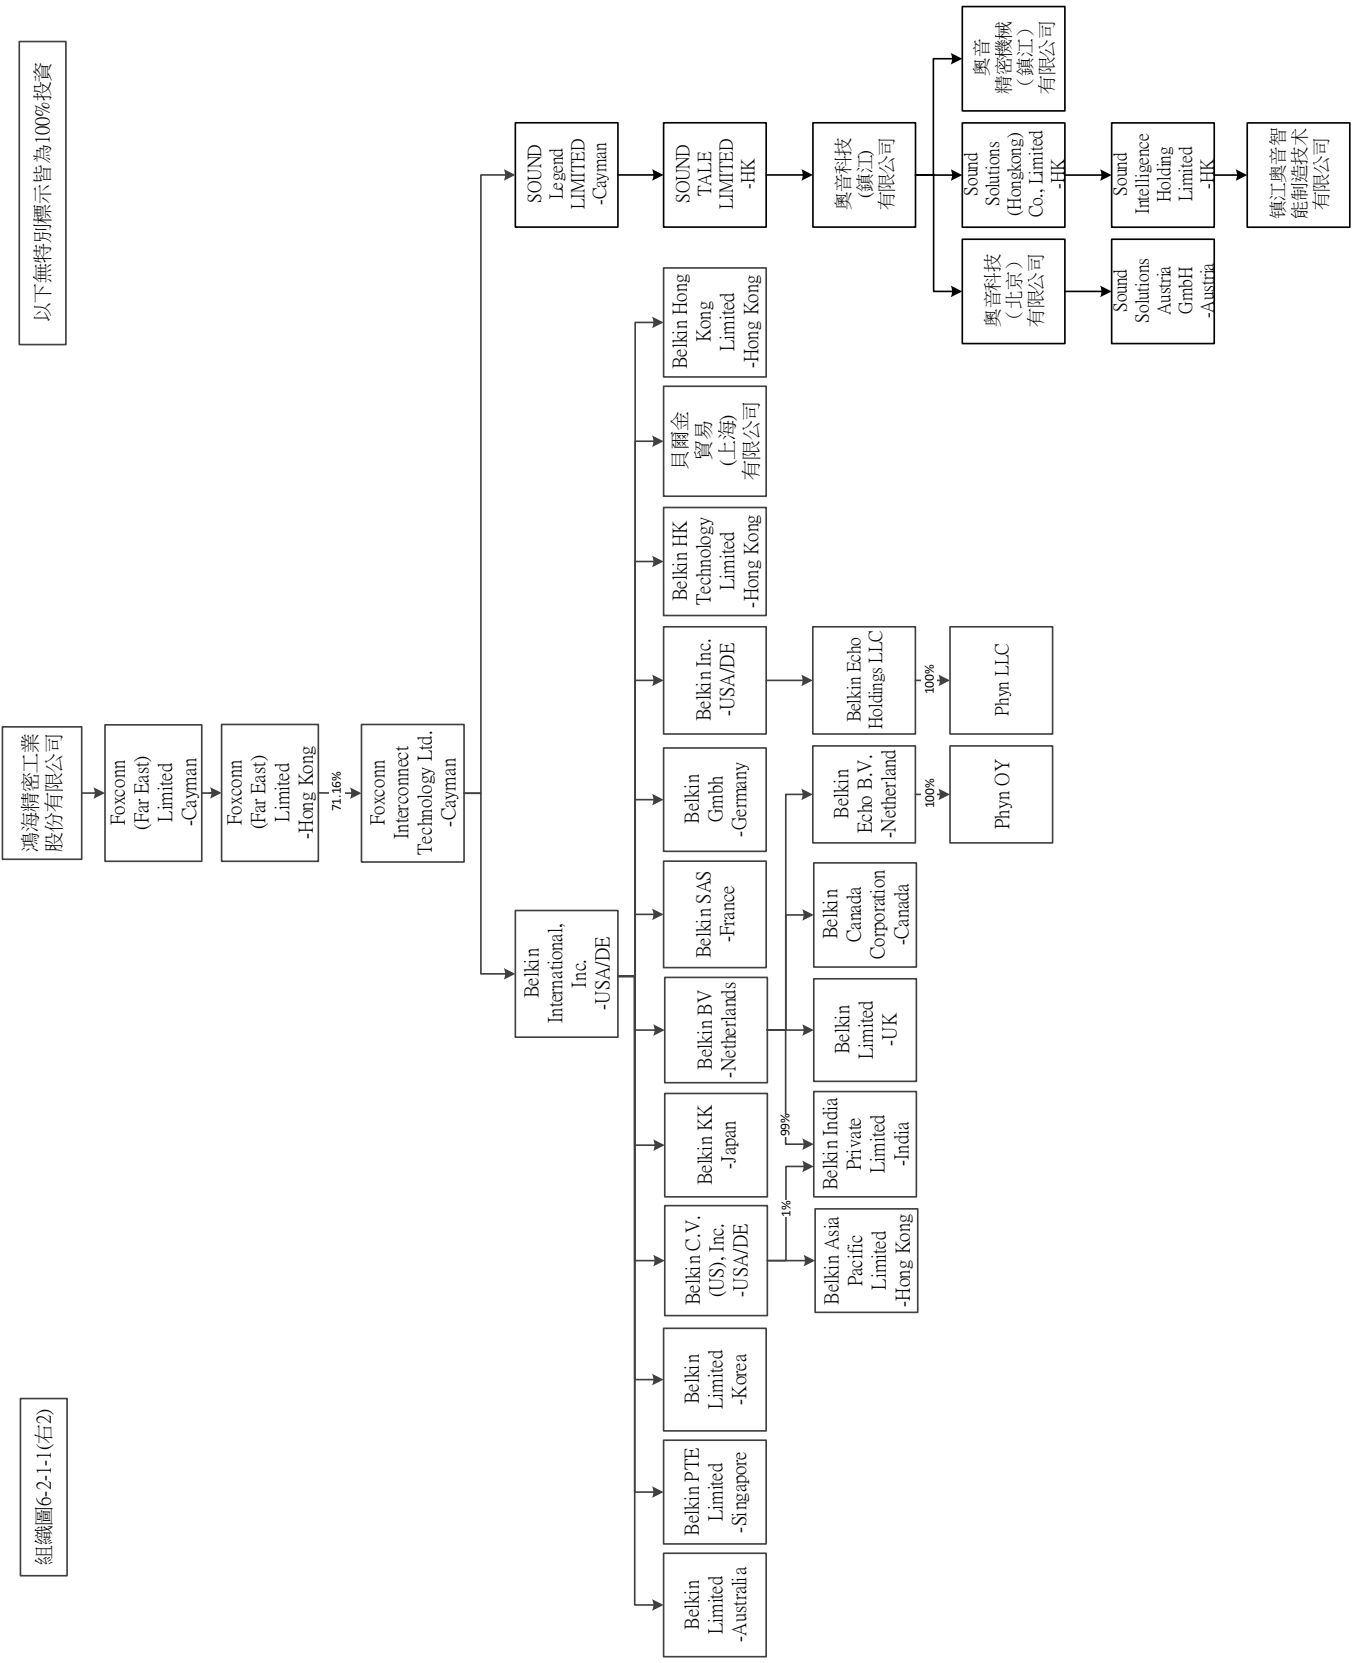 組織圖6-2-1-1(右2)
以下無特別標示皆為100%投資
鴻海精密工業
股份有限公司
Foxconn
(Far East)
Limited
-Cayman
Foxconn
(Far East)
Limited
-Hong Kong
71.16%
Foxconn
Interconnect
Technology Ltd.
-Cayman
Belkin
International,
Inc.
-USA/DE
SOUND
Legend
LIMITED
-Cayman
Belkin
Limited
-Australia
Belkin PTE
Limited
-Singapore
Belkin
Limited
-Korea
Belkin C.V.
(US), Inc.
-USA/DE
Belkin KK
-Japan
Belkin BV
-Netherlands
Belkin SAS
-France
Belkin
Gmbh
-Germany
Belkin Inc.
-USA/DE
Belkin HK
Technology
Limited
-Hong Kong
貝爾金
貿易
(上海)
有限公司
Belkin Hong
Kong
Limited
-Hong Kong
SOUND
TALE
LIMITED
-HK
1%
99%
Belkin Asia
Pacific
Limited
-Hong Kong
Belkin India
Private
Limited
-India
Belkin
Limited
-UK
Belkin
Canada
Corporation
-Canada
Belkin
Echo B.V.
-Netherland
Belkin Echo
Holdings LLC
奧音科技
(鎮江)
有限公司
100%
100%
Phyn OY
Phyn LLC
奧音科技
（北京）
有限公司
Sound
Solutions
(Hongkong)
Co., Limited
-HK
奧音
精密機械
（鎮江）
有限公司
Sound
Solutions
Austria
GmbH
-Austria
Sound
Intelligence
Holding
Limited
-HK
镇江奥音智
能制造技术
有限公司